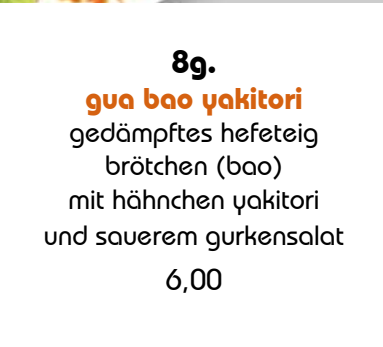 8g.
gua bao yakitori
gedämpftes hefeteig
brötchen (bao)
mit hähnchen yakitori
und sauerem gurkensalat
6,00